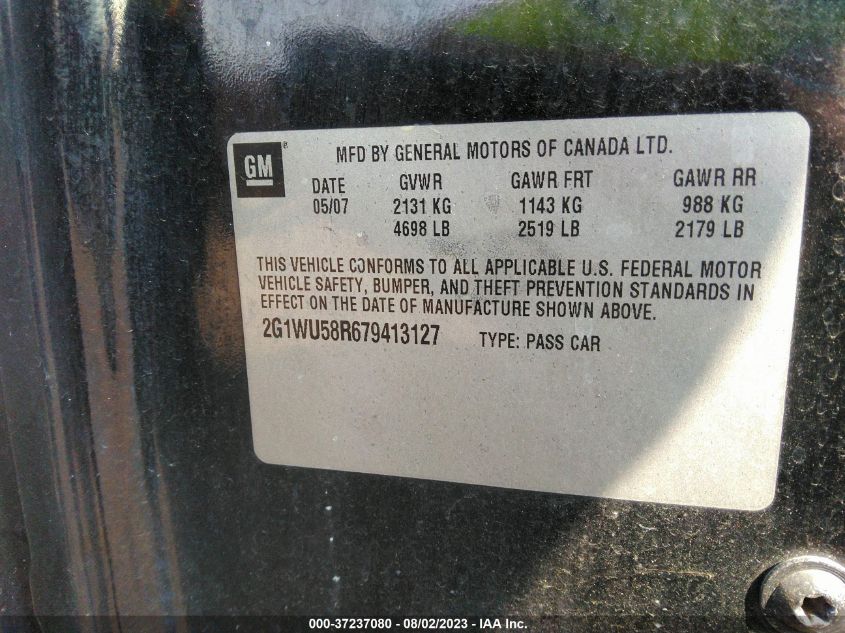 GM®
MFD BY GENERAL MOTORS OF CANADA LTD.
DATE GVWR GAWR FRT GAWR RR
05/07 2131 KG 1143 KG 988 KG
4698 LB 2519 LB 2179 LB
THIS VEHICLE CONFORMS TO ALL APPLICABLE U.S. FEDERAL MOTOR
VEHICLE SAFETY, BUMPER, AND THEFT PREVENTION STANDARDS IN
EFFECT ON THE DATE OF MANUFACTURE SHOWN ABOVE.
2G1WU58R679413127 TYPE: PASS CAR
000-37237080 - 08/02/2023 - IAA Inc.